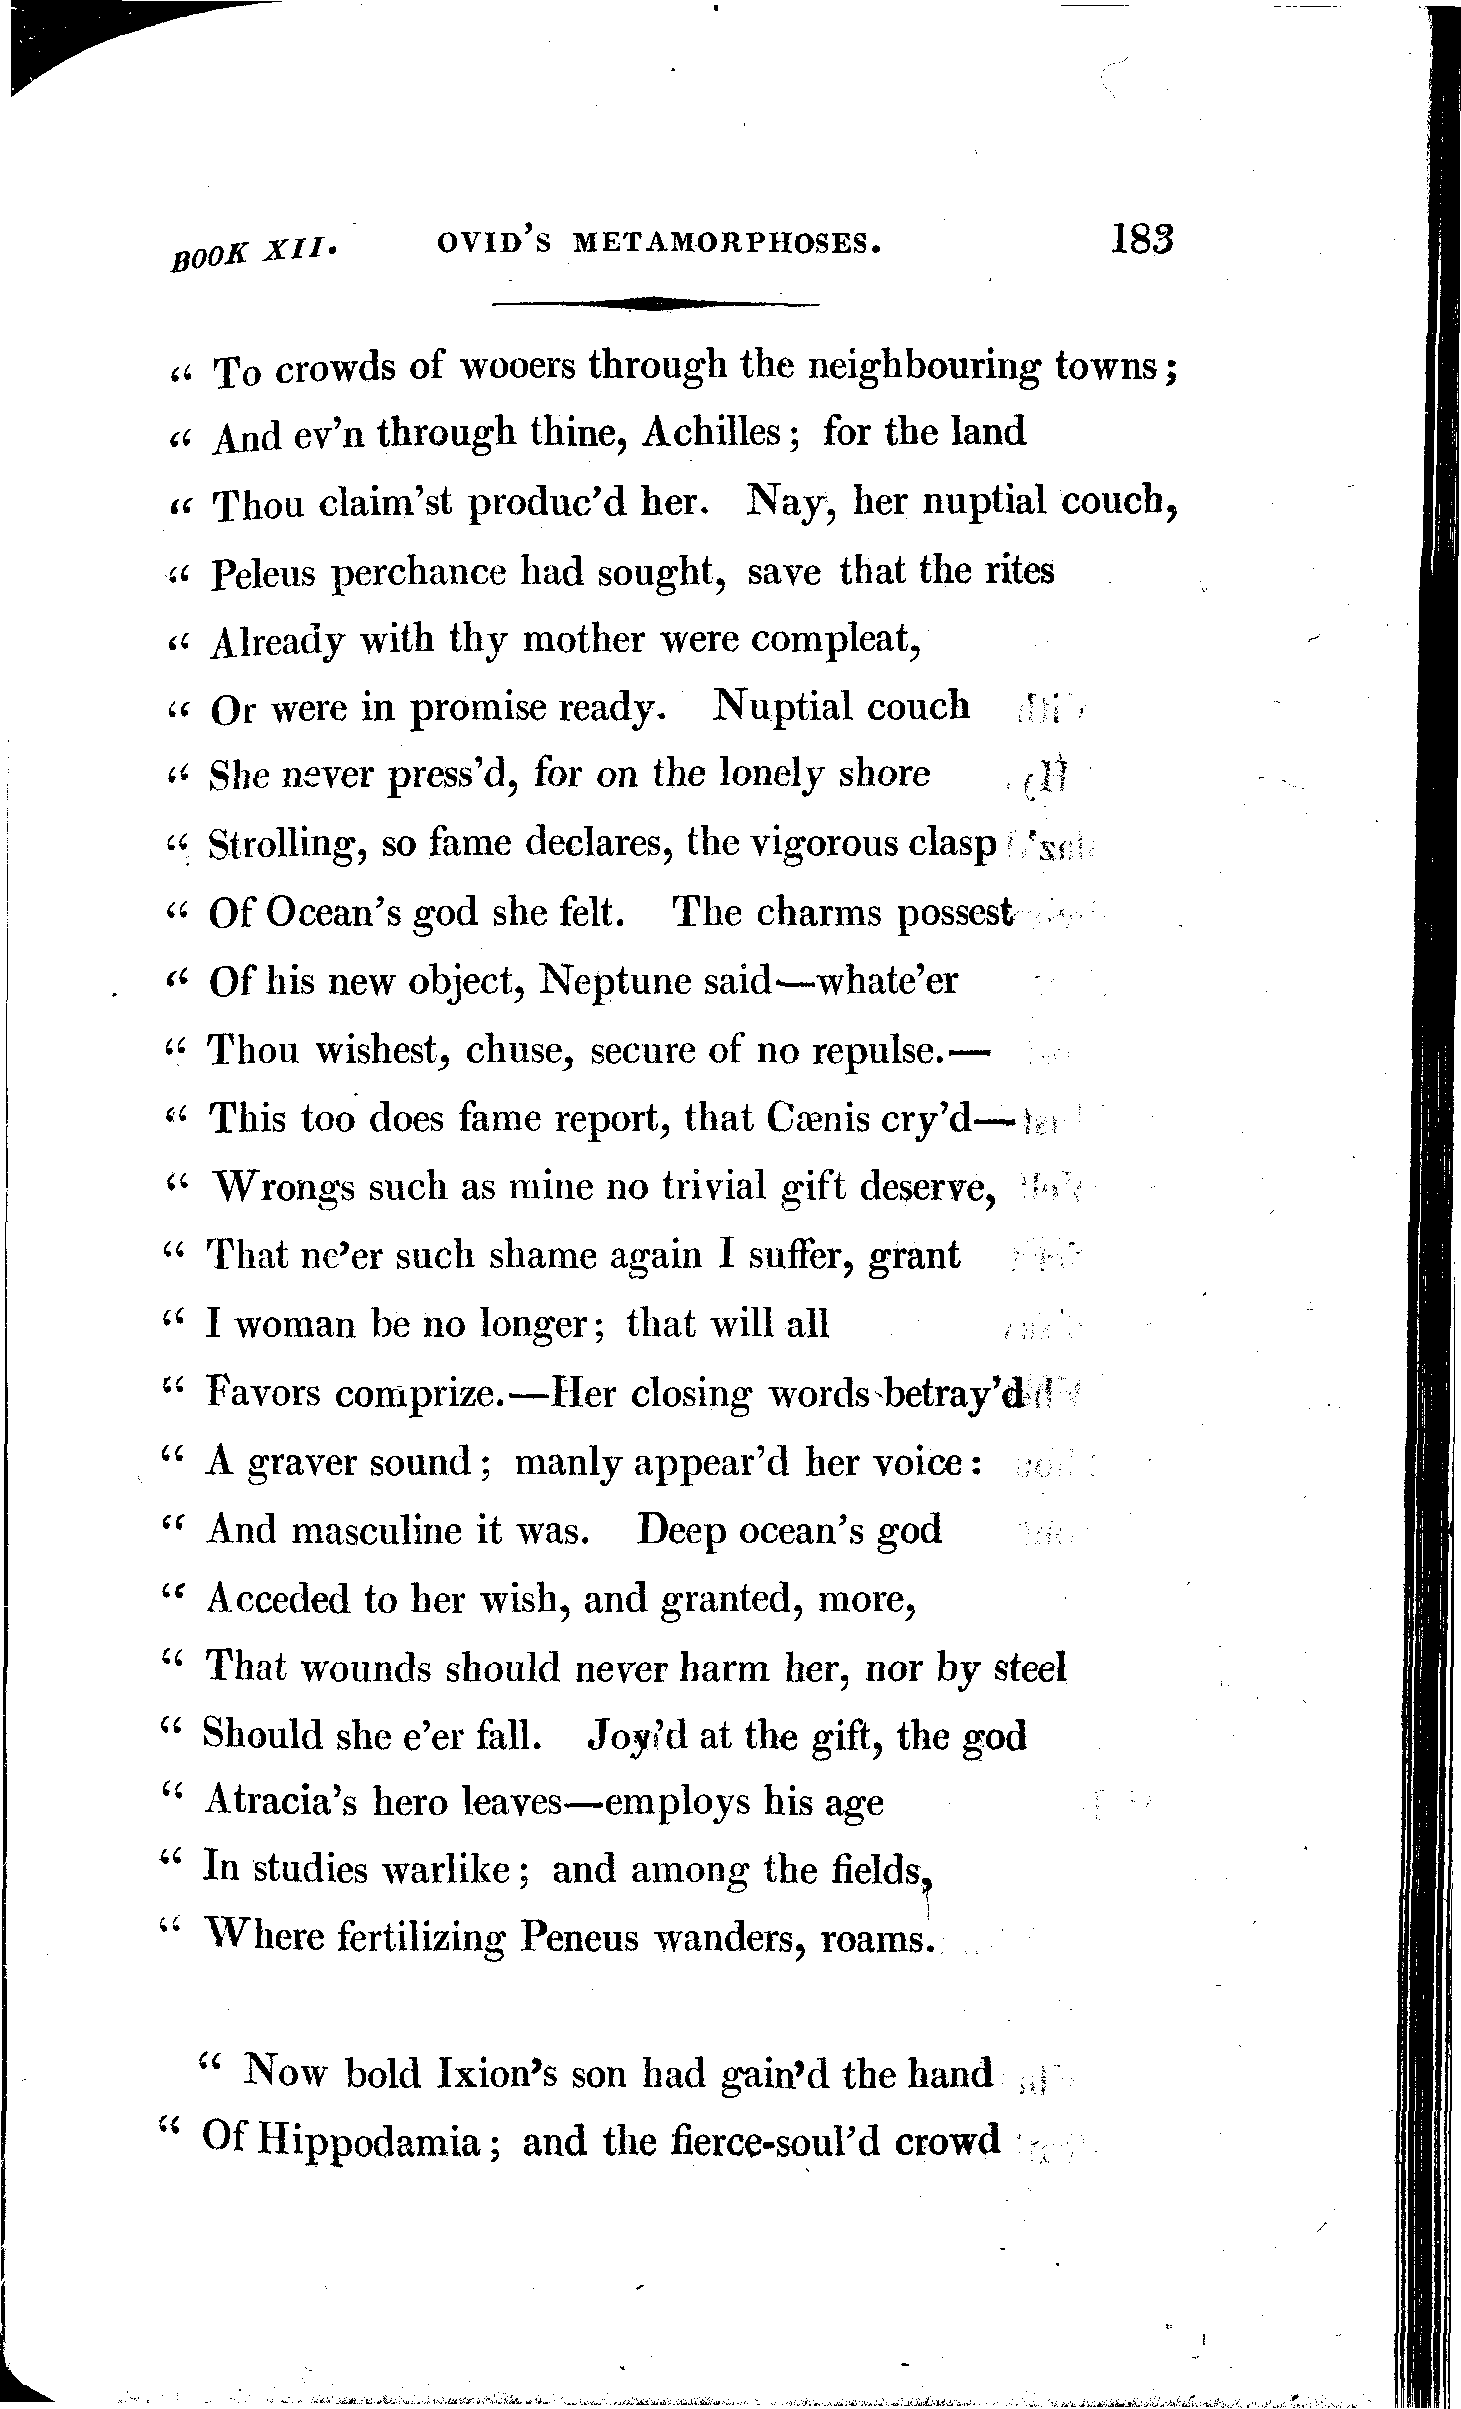 BOOK XII. OVID'S METAMORPHOSES. 183
“ To crowds of wooers through the neighbouring towns;
“ And ev'n through thine, Achilles; for the land
“ Thou claim'st produc'd her. Nay, her nuptial couch,
“ Peleus perchance had sought, save that the rites
“ Already with thy mother were compleat,
“ Or were in promise ready. Nuptial couch
“ She never press'd, for on the lonely shore
“ Strolling, so fame declares, the vigorous clasp
“ Of Ocean's god she felt. The charms possest
“ Of his new object, Neptune said—whate'er
“ Thou wishest, chuse, secure of no repulse.—
“ This too does fame report, that Cænis cry'd—
“ Wrongs such as mine no trivial gift deserve,
“ That ne'er such shame again I suffer, grant
“ I woman be no longer; that will all
“ Favors comprize.—Her closing words betray'd
“ A graver sound; manly appear'd her voice:
“ And masculine it was. Deep ocean's god
“ Acceded to her wish, and granted, more,
“ That wounds should never harm her, nor by steel
“ Should she e'er fall. Joy'd at the gift, the god
“ Atracia's hero leaves—employs his age
“ In studies warlike; and among the fields,
“ Where fertilizing Peneus wanders, roams.
“ Now bold Ixion's son had gain'd the hand
“ Of Hippodamia; and the fierce-soul'd crowd